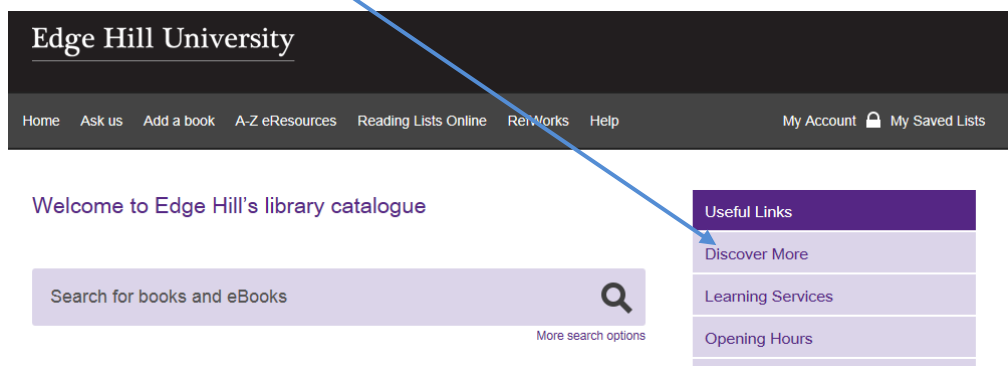 Edge Hill University
Home Ask us Add a book A-Z eResources Reading Lists Online RefWorks Help My Account My Saved Lists
Welcome to Edge Hill's library catalogue
Search for books and eBooks
More search options
Useful Links
Discover More
Learning Services
Opening Hours